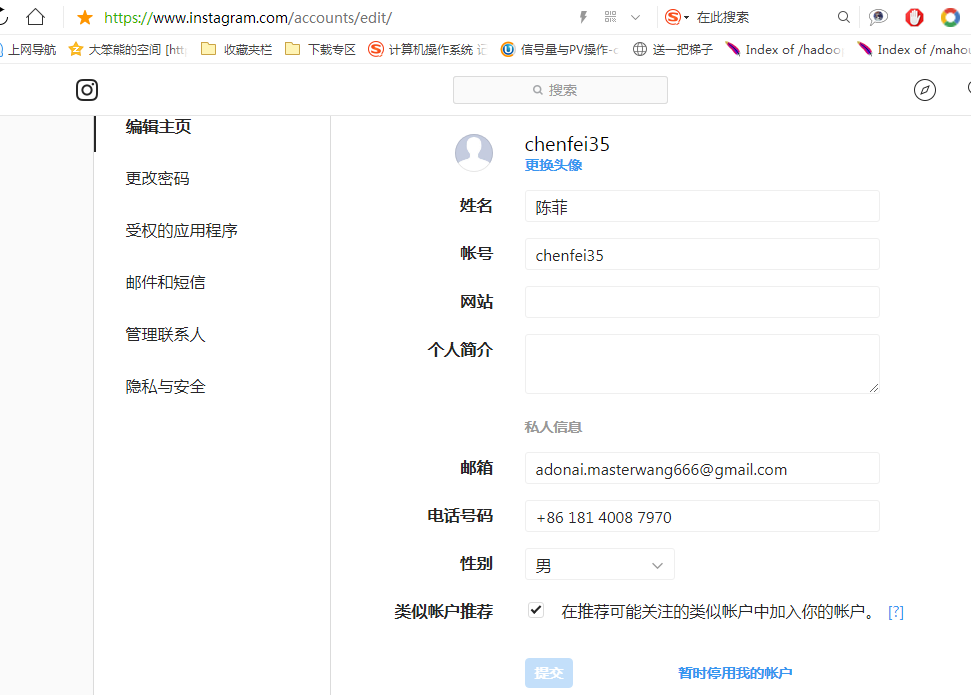 https://www.instagram.com/accounts/edit/
在此搜索
上网导航
大笨熊的空间 [htt
收藏夹栏
下载专区
计算机操作系统 记
信号量与PV操作-c
送一把梯子
Index of /hadoop
Index of /mahou
搜索
编辑主页
更改密码
受权的应用程序
邮件和短信
管理联系人
隐私与安全
chenfei35
更换头像
姓名 陈菲
帐号 chenfei35
网站
个人简介
私人信息
邮箱 adonai.masterwang666@gmail.com
电话号码 +86 181 4008 7970
性别 男
类似帐户推荐 在推荐可能关注的类似帐户中加入你的帐户。 [?]
提交 暂时停用我的帐户